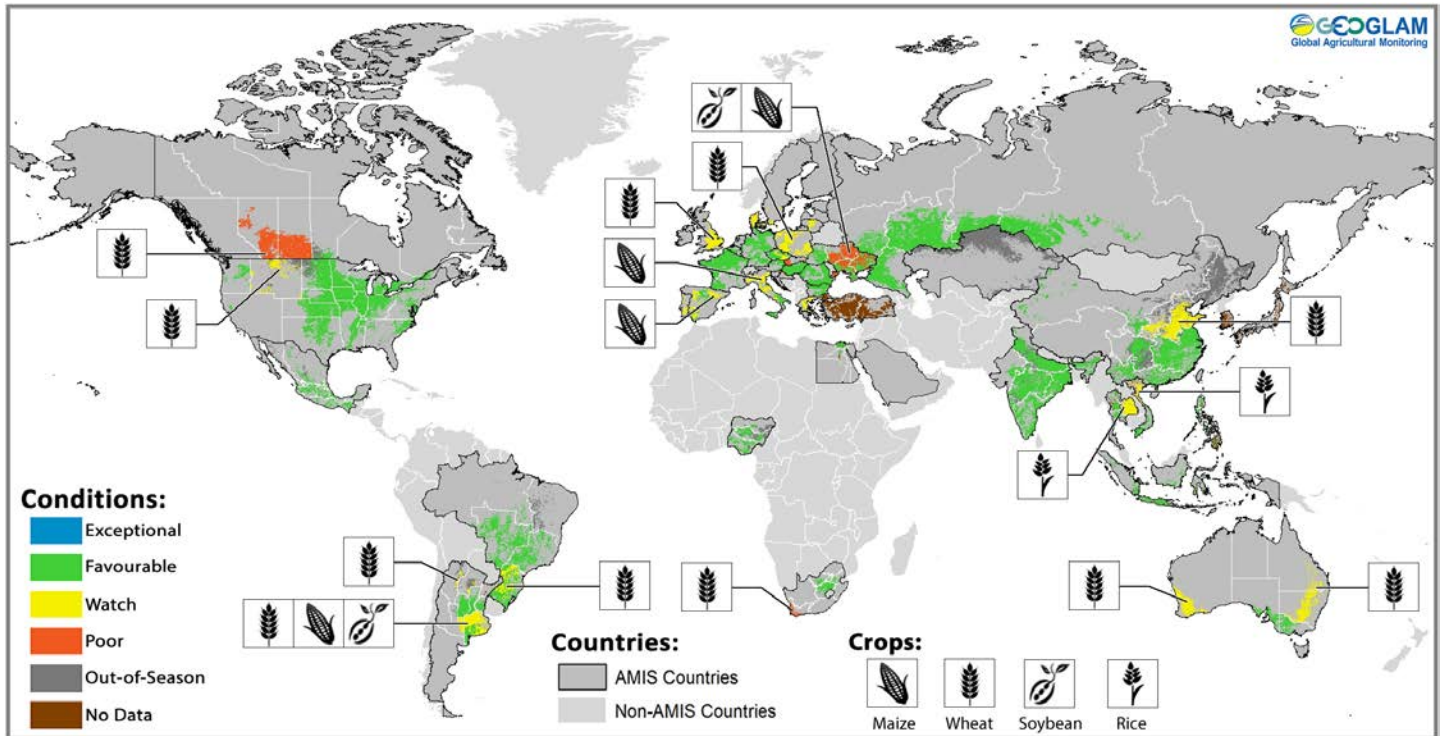 GEOGLAM
Global Agricultural Monitoring
Conditions:
Exceptional
Favourable
Watch
Poor
Out-of-Season
No Data
Countries:
AMIS Countries
Non-AMIS Countries
Crops:
Maize
Wheat
Soybean
Rice